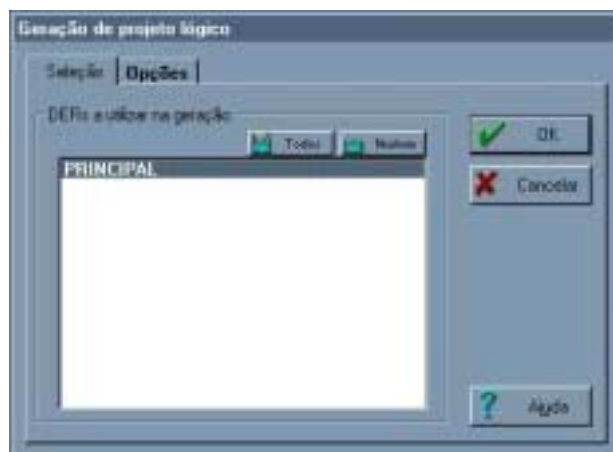 Geração de projeto lógico
Seleção Opções
DERs a utilizar na geração
Todos Nenhum
PRINCIPAL
OK
Cancelar
Ajuda